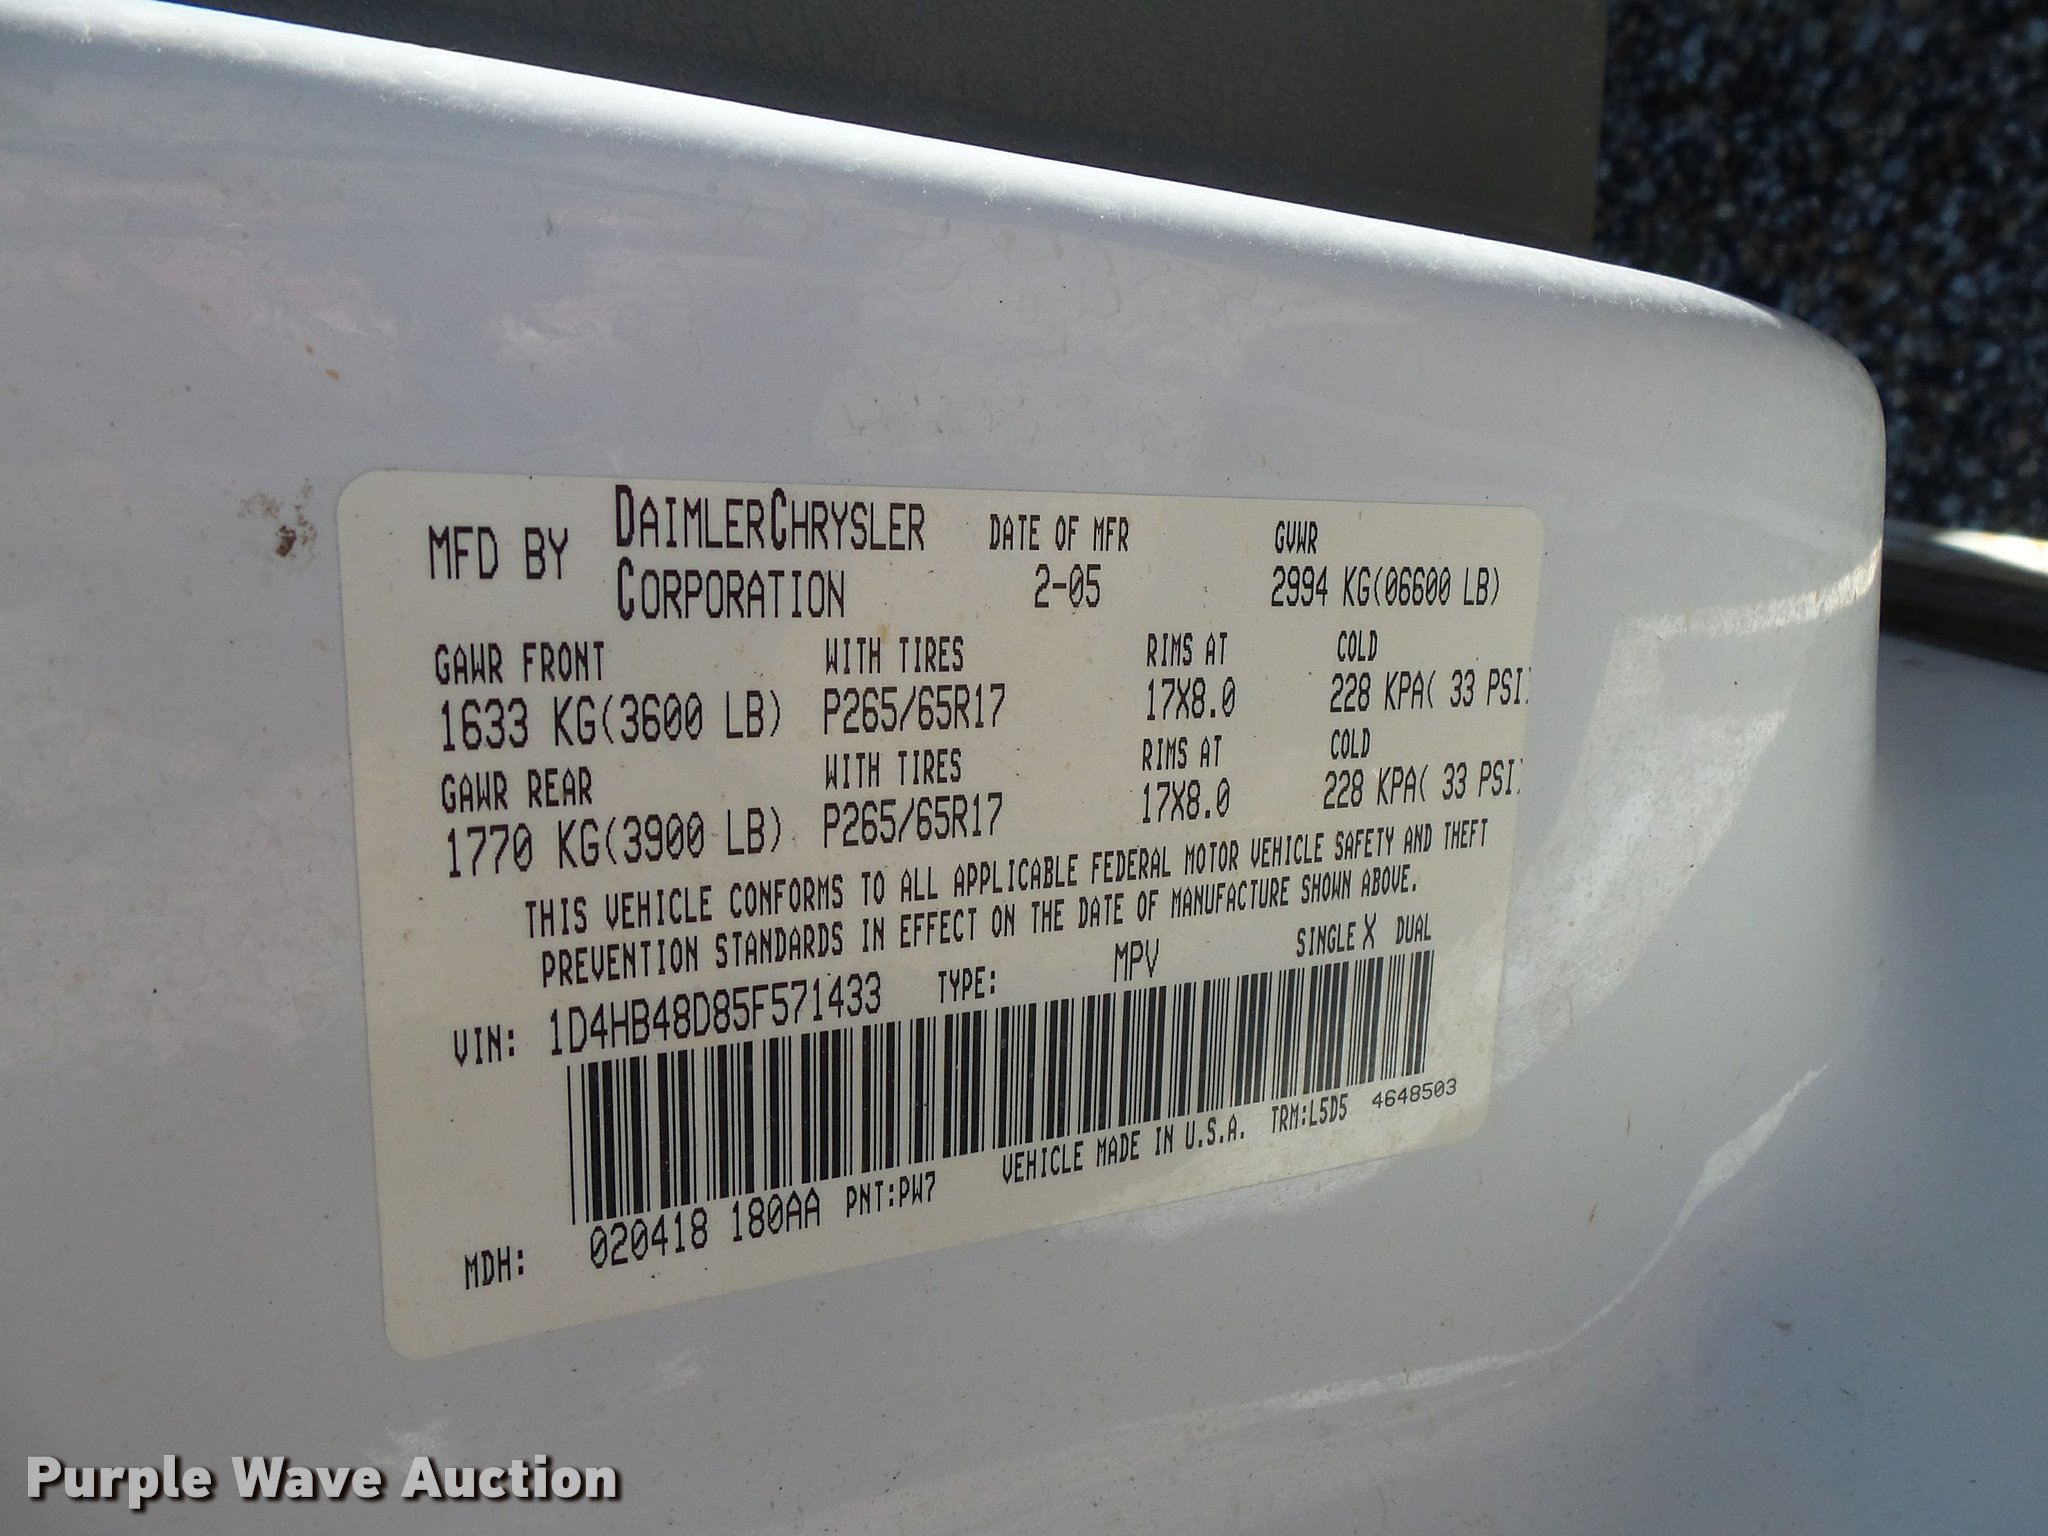 MFD BY DAIMLERCHRYSLER CORPORATION DATE OF MFR 2-05 GVWR 2994 KG(06600 LB)
GAWR FRONT WITH TIRES RIMS AT COLD
1633 KG(3600 LB) P265/65R17 17X8.0 228 KPA( 33 PSI)
GAWR REAR WITH TIRES RIMS AT COLD
1770 KG(3900 LB) P265/65R17 17X8.0 228 KPA( 33 PSI)
THIS VEHICLE CONFORMS TO ALL APPLICABLE FEDERAL MOTOR VEHICLE SAFETY AND THEFT
PREVENTION STANDARDS IN EFFECT ON THE DATE OF MANUFACTURE SHOWN ABOVE.
VIN: 1D4HB48D85F571433 TYPE: MPV SINGLE X DUAL
MDH: 020418 180AA PNT:PW7 VEHICLE MADE IN U.S.A. TRM:L5D5 4648503
Purple Wave Auction